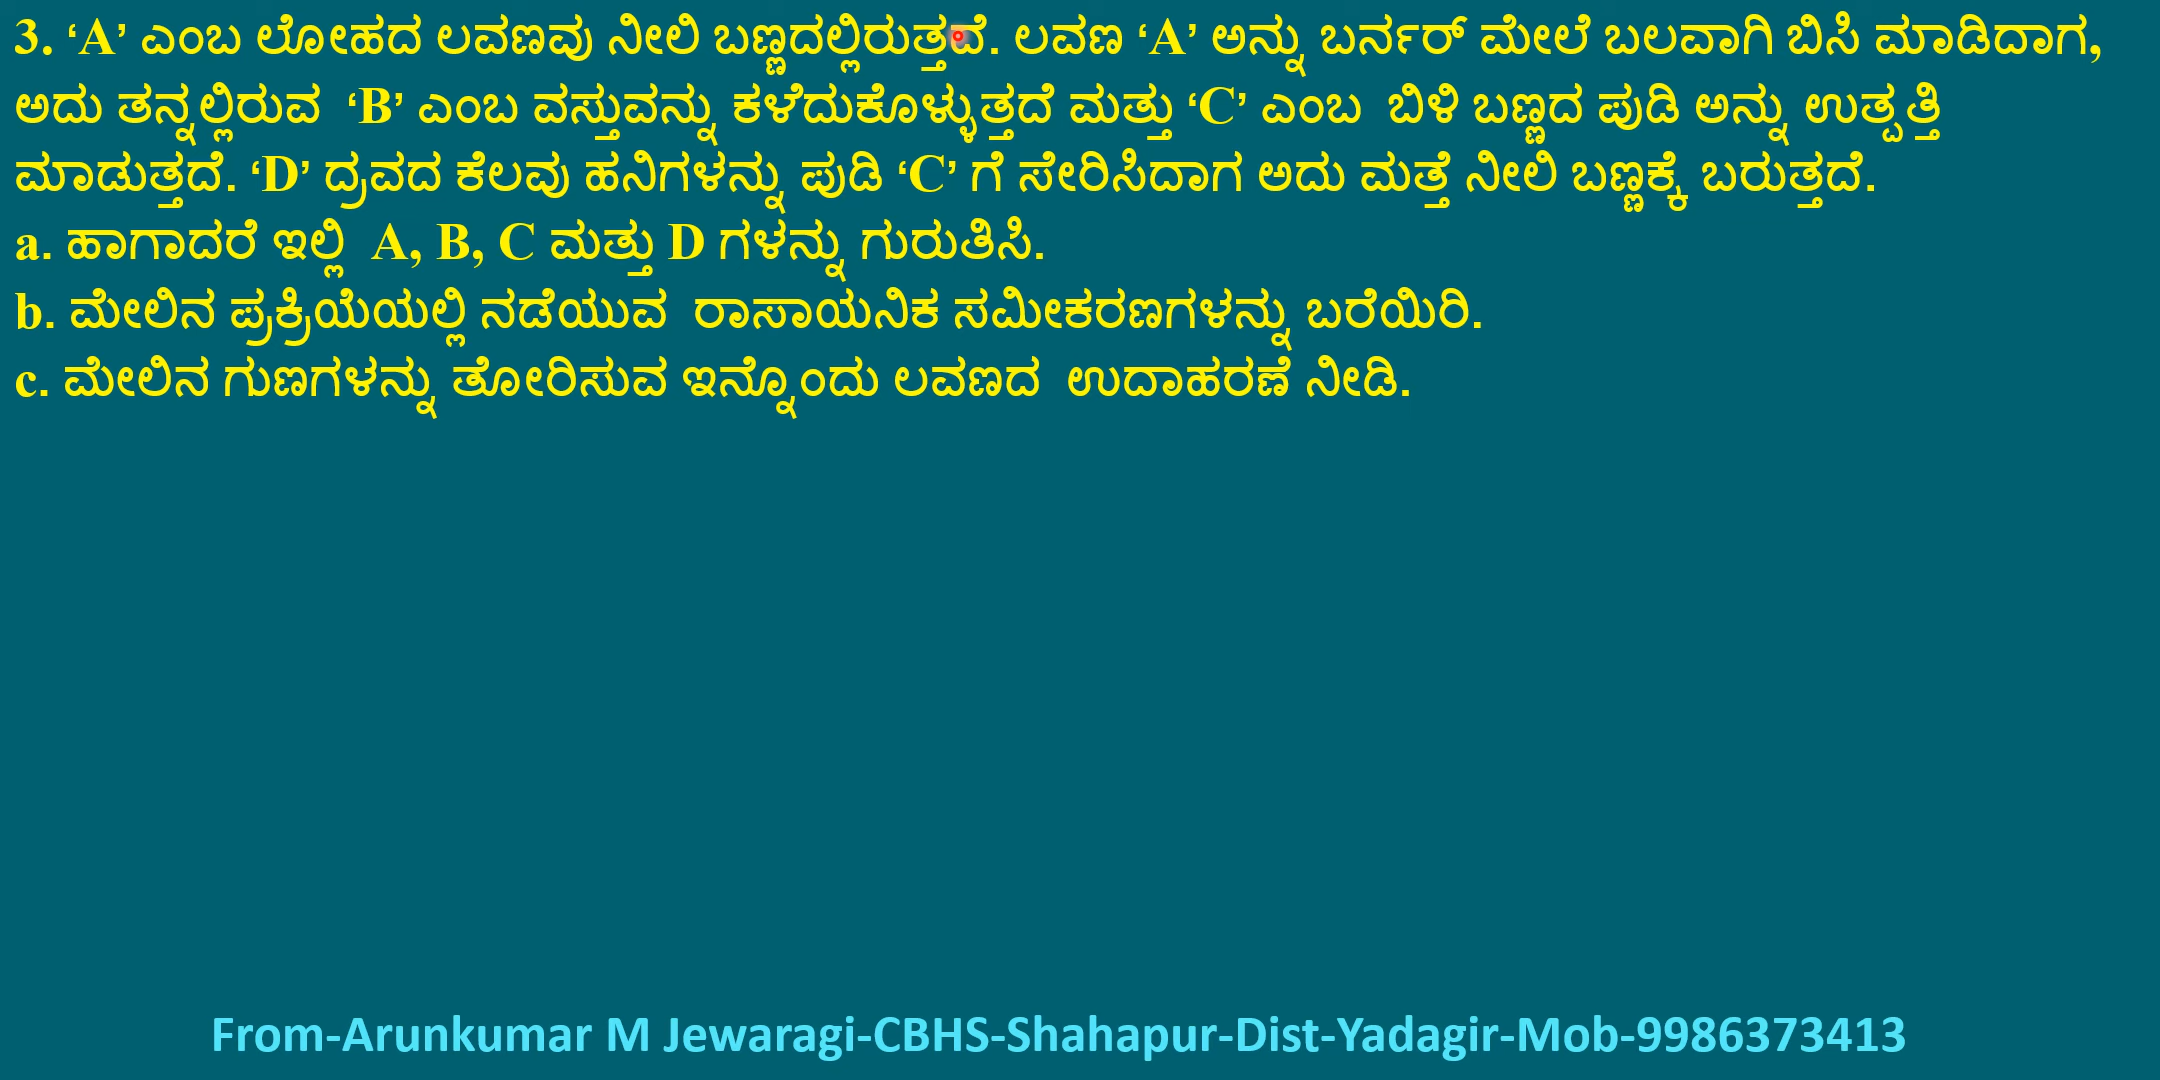 3. ‘A’ ಎಂಬ ಲೋಹದ ಲವಣವು ನೀಲಿ ಬಣ್ಣದಲ್ಲಿರುತ್ತದೆ. ಲವಣ ‘A’ ಅನ್ನು ಬರ್ನರ್ ಮೇಲೆ ಬಲವಾಗಿ ಬಿಸಿ ಮಾಡಿದಾಗ,
ಅದು ತನ್ನಲ್ಲಿರುವ ‘B’ ಎಂಬ ವಸ್ತುವನ್ನು ಕಳೆದುಕೊಳ್ಳುತ್ತದೆ ಮತ್ತು ‘C’ ಎಂಬ ಬಿಳಿ ಬಣ್ಣದ ಪುಡಿ ಅನ್ನು ಉತ್ಪತ್ತಿ
ಮಾಡುತ್ತದೆ. ‘D’ ದ್ರವದ ಕೆಲವು ಹನಿಗಳನ್ನು ಪುಡಿ ‘C’ ಗೆ ಸೇರಿಸಿದಾಗ ಅದು ಮತ್ತೆ ನೀಲಿ ಬಣ್ಣಕ್ಕೆ ಬರುತ್ತದೆ.
a. ಹಾಗಾದರೆ ಇಲ್ಲಿ A, B, C ಮತ್ತು D ಗಳನ್ನು ಗುರುತಿಸಿ.
b. ಮೇಲಿನ ಪ್ರಕ್ರಿಯೆಯಲ್ಲಿ ನಡೆಯುವ ರಾಸಾಯನಿಕ ಸಮೀಕರಣಗಳನ್ನು ಬರೆಯಿರಿ.
c. ಮೇಲಿನ ಗುಣಗಳನ್ನು ತೋರಿಸುವ ಇನ್ನೊಂದು ಲವಣದ ಉದಾಹರಣೆ ನೀಡಿ.
From-Arunkumar M Jewaragi-CBHS-Shahapur-Dist-Yadagir-Mob-9986373413